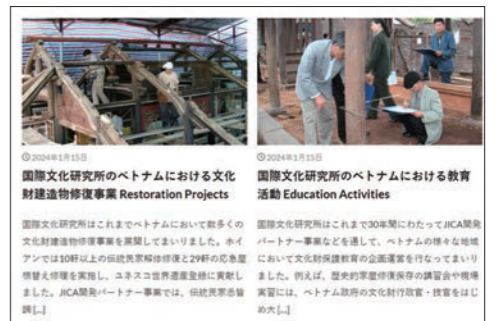 2024年1月15日
国際文化研究所のベトナムにおける文化
財建造物修復事業 Restoration Projects
国際文化研究所はこれまでベトナムにおいて数多くの
文化財建造物修復事業を展開してまいりました。ホイ
アンでは10軒以上の伝統民家解体修復と29軒の応急屋
根替え修理を実施し、ユネスコ世界遺産登録に貢献し
ました。JICA開発パートナー事業では、伝統民家悉皆
調[...]
2024年1月15日
国際文化研究所のベトナムにおける教育
活動 Education Activities
国際文化研究所はこれまで30年間にわたってJICA開発
パートナー事業などを通して、ベトナムの様々な地域
において文化財保護教育の企画運営を行なってまいり
ました。例えば、歴史的家屋修復保存の講習会や現場
実習には、ベトナム政府の文化財行政官・技官をはじ
め大[...]